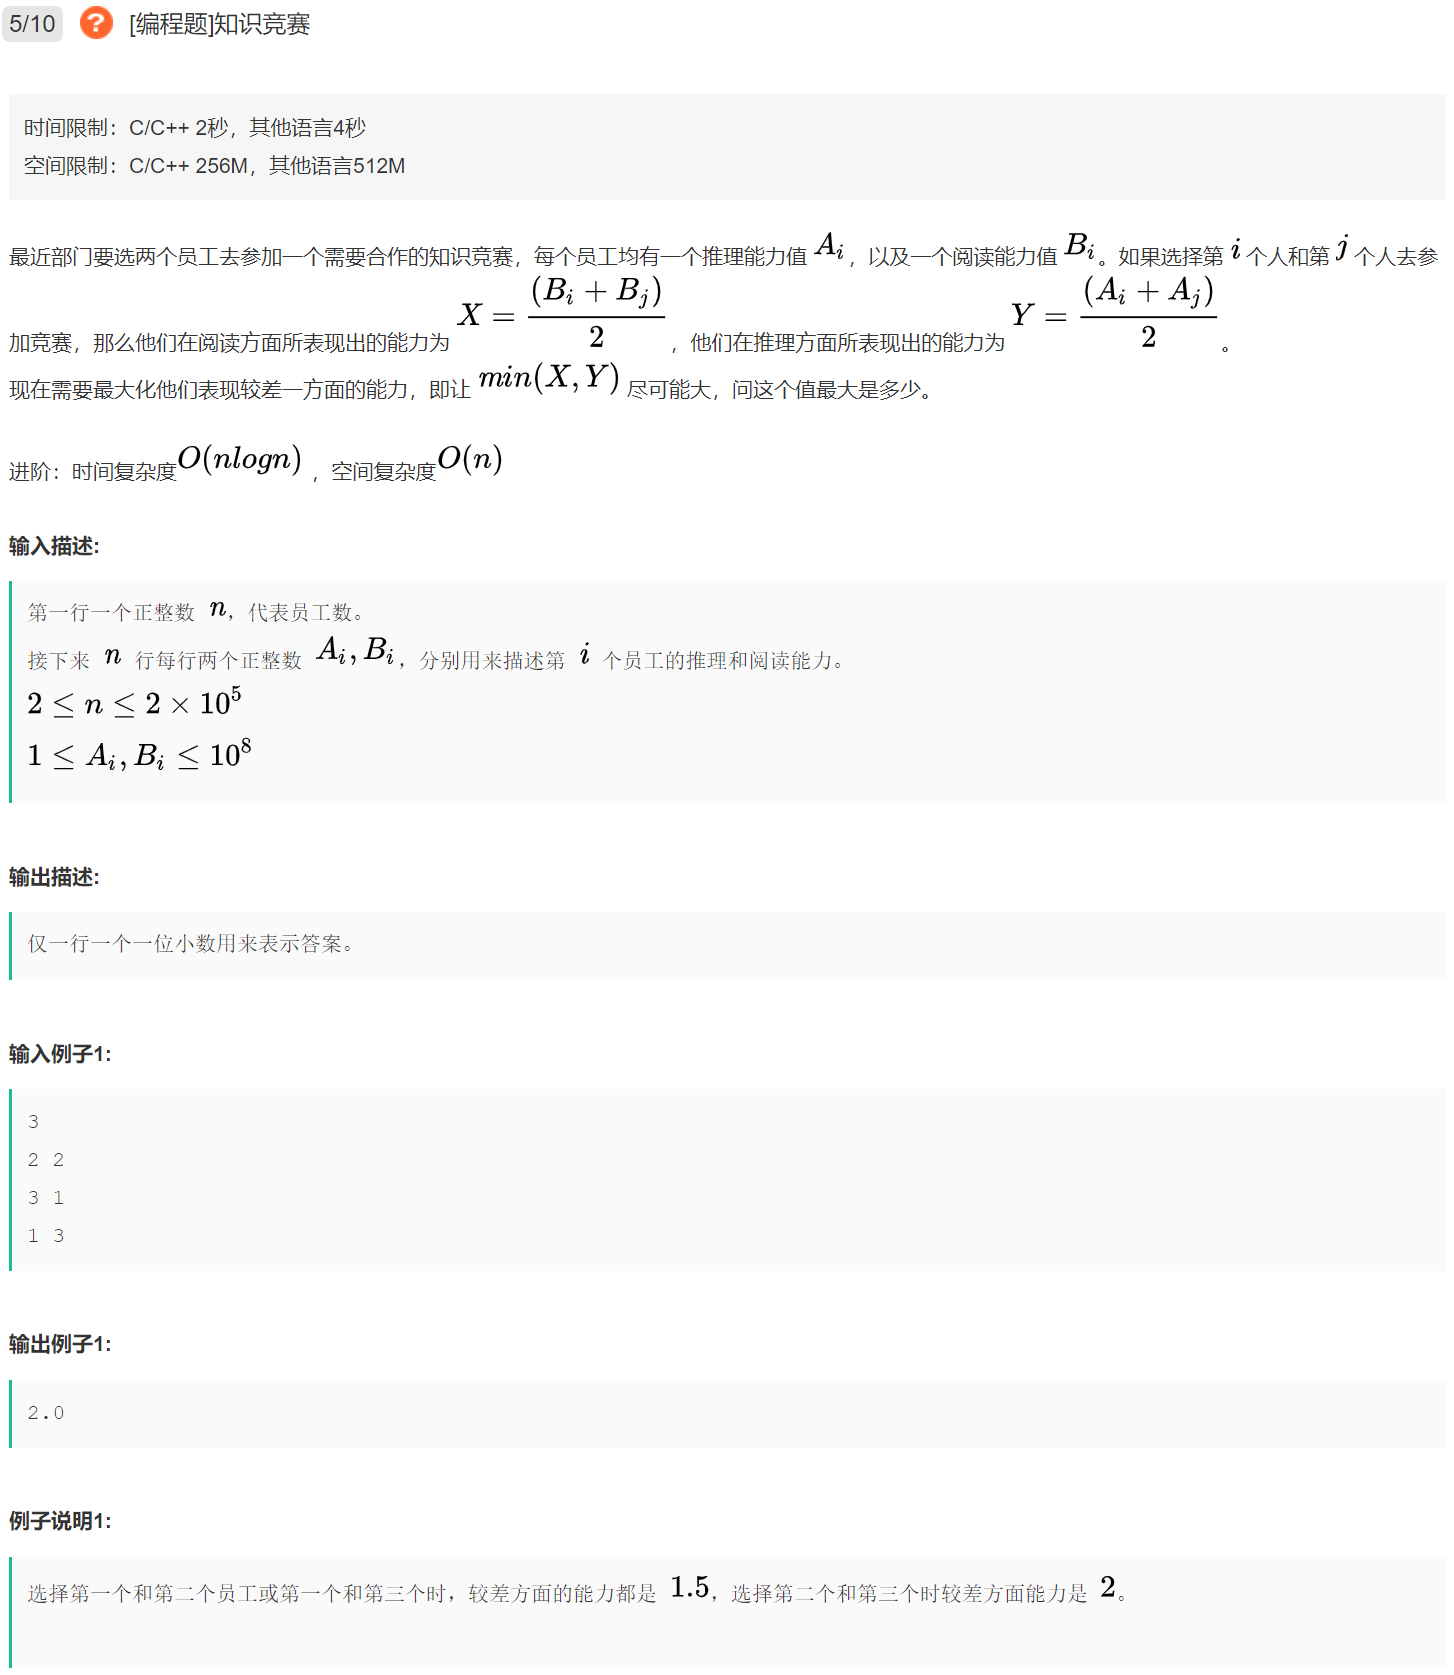 5/10 ? [编程题]知识竞赛
时间限制：C/C++ 2秒，其他语言4秒
空间限制：C/C++ 256M，其他语言512M
最近部门要选两个员工去参加一个需要合作的知识竞赛，每个员工均有一个推理能力值 $A_i$，以及一个阅读能力值 $B_i$。如果选择第 $i$ 个人和第 $j$ 个人去参
加竞赛，那么他们在阅读方面所表现出的能力为 $X = \frac{(B_i + B_j)}{2}$，他们在推理方面所表现出的能力为 $Y = \frac{(A_i + A_j)}{2}$。
现在需要最大化他们表现较差一方面的能力，即让 $min(X, Y)$ 尽可能大，问这个值最大是多少。
进阶：时间复杂度$O(nlogn)$，空间复杂度$O(n)$
输入描述:
第一行一个正整数 $n$，代表员工数。
接下来 $n$ 行每行两个正整数 $A_i, B_i$，分别用来描述第 $i$ 个员工的推理和阅读能力。
$2 \leq n \leq 2 \times 10^5$
$1 \leq A_i, B_i \leq 10^8$
输出描述:
仅一行一个一位小数用来表示答案。
输入例子1:
3
2 2
3 1
1 3
输出例子1:
2.0
例子说明1:
选择第一个和第二个员工或第一个和第三个时，较差方面的能力都是 1.5，选择第二个和第三个时较差方面能力是 2。